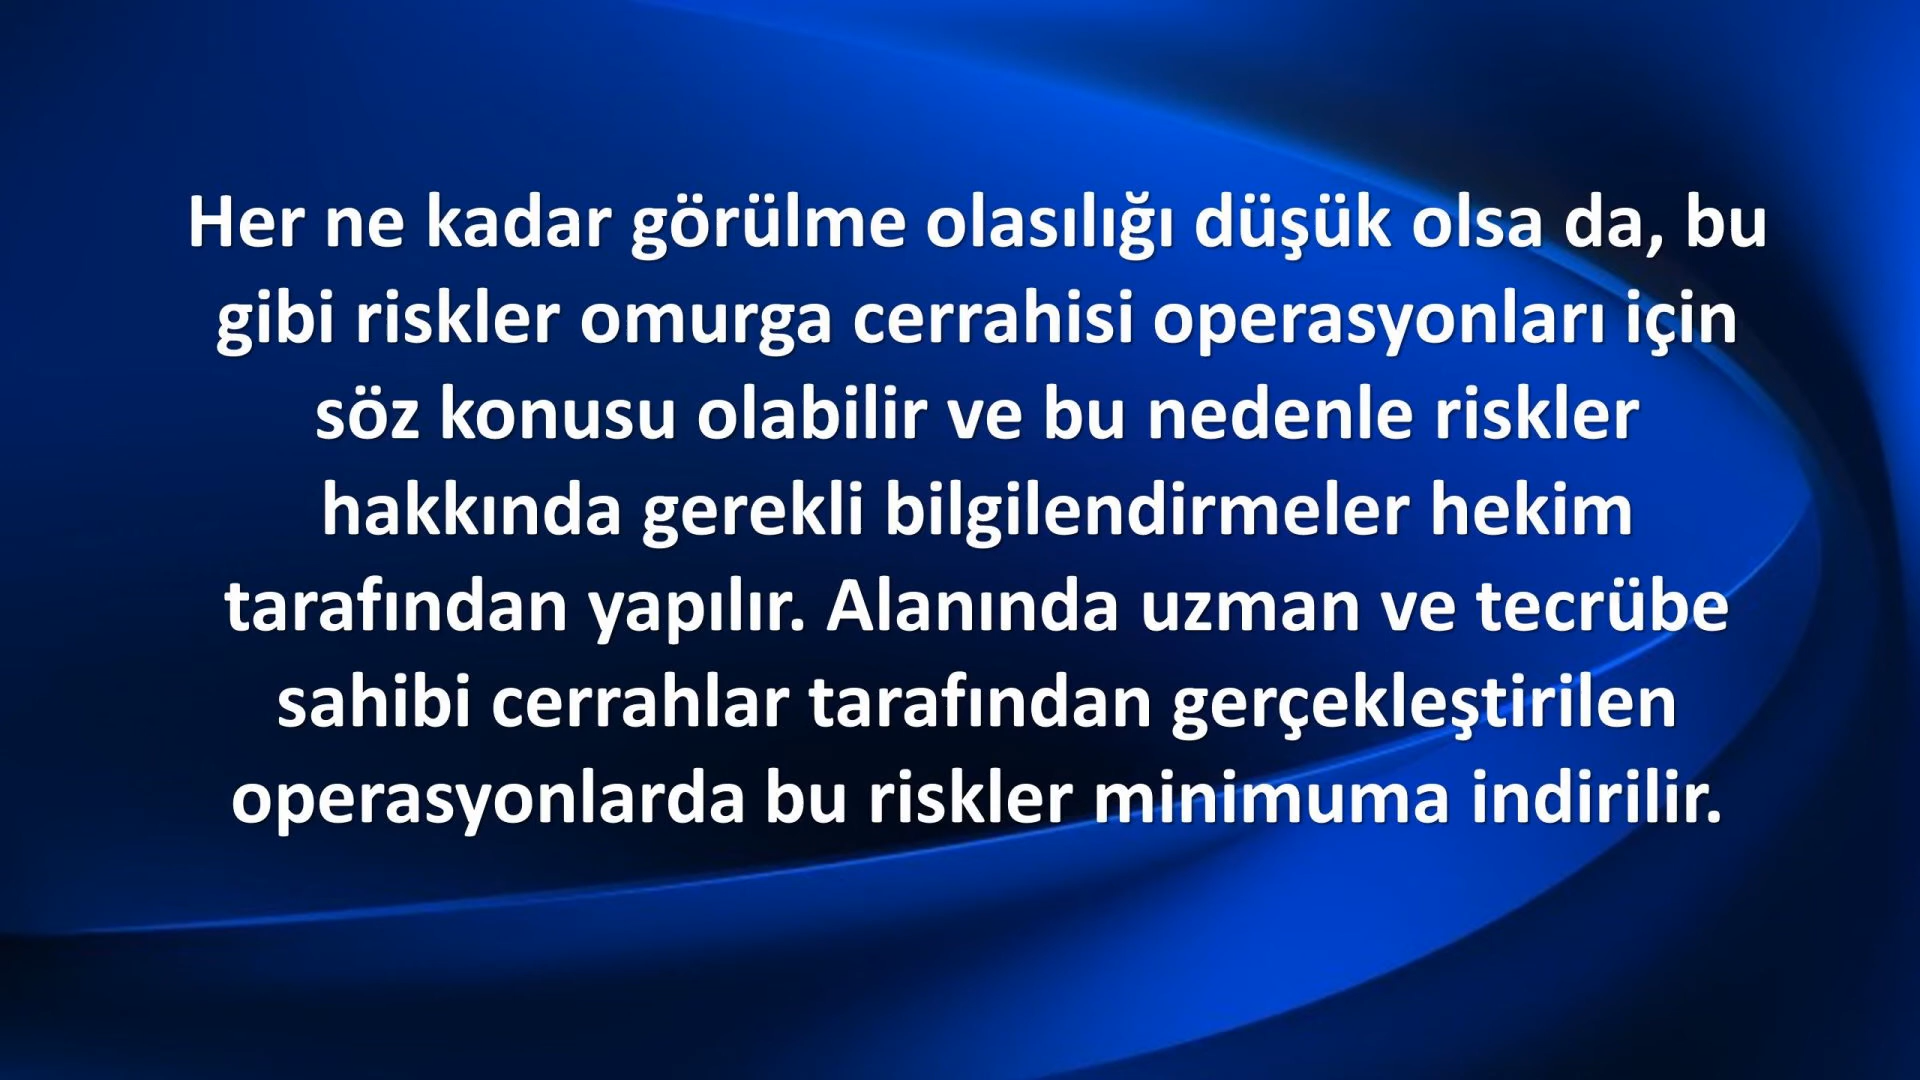 Her ne kadar görülme olasılığı düşük olsa da, bu
gibi riskler omurga cerrahisi operasyonları için
söz konusu olabilir ve bu nedenle riskler
hakkında gerekli bilgilendirmeler hekim
tarafından yapılır. Alanında uzman ve tecrübe
sahibi cerrahlar tarafından gerçekleştirilen
operasyonlarda bu riskler minimuma indirilir.